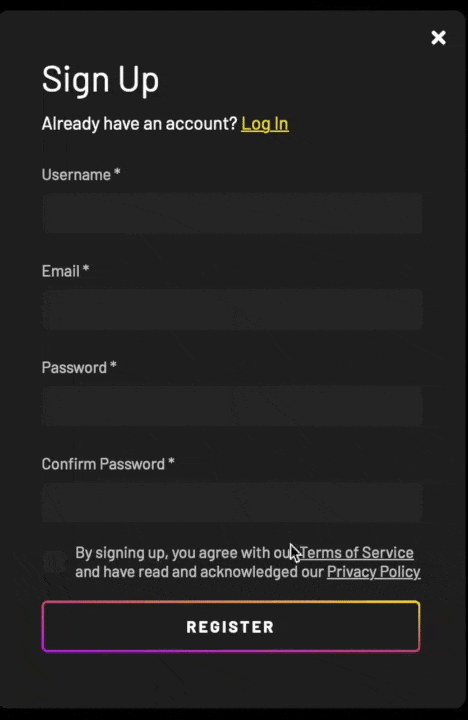 Sign Up
Already have an account? Log In
Username *
Email *
Password *
Confirm Password *
By signing up, you agree with our Terms of Service
and have read and acknowledged our Privacy Policy
REGISTER